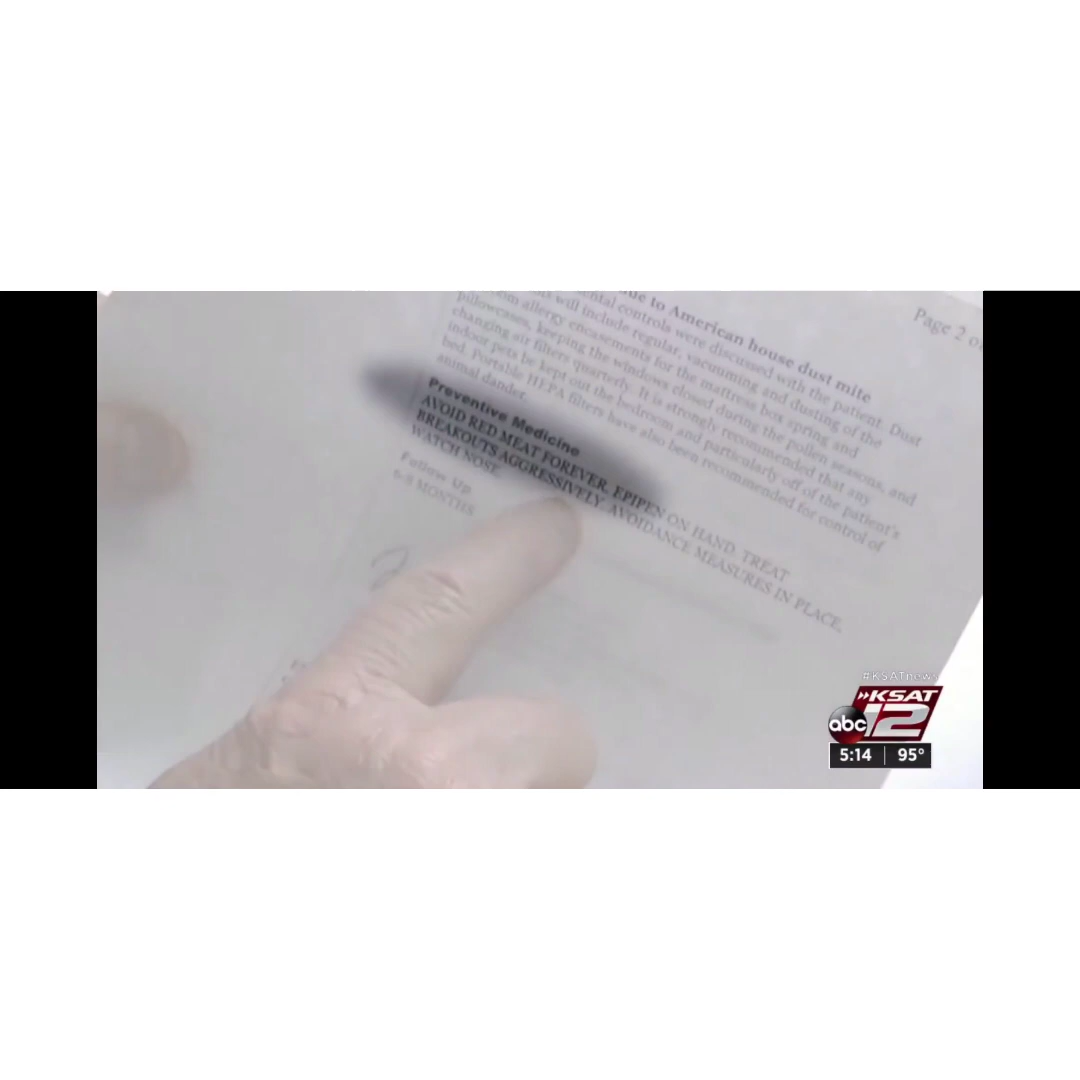 Page 2 o
ue to American house dust mite
ntal controls were discussed with the patient. Dust
will include regular, vacuuming and dusting of the
allergy encasements for the mattress box, spring and
pillowcases, keeping the windows closed during the pollen seasons, and
changing air filters quarterly. It is strongly recommended that any
indoor pets be kept out the bedroom and particularly off of the patient's
bed. Portable HEPA filters have also been recommended for control of
animal dander.
Preventive Medicine
AVOID RED MEAT FOREVER. EPIPEN ON HAND. TREAT
BREAKOUTS AGGRESSIVELY. AVOIDANCE MEASURES IN PLACE.
WATCH NOSE
Follow Up
6-8 MONTHS
2
#KSATnews
KSAT
abc 12
5:14 95°